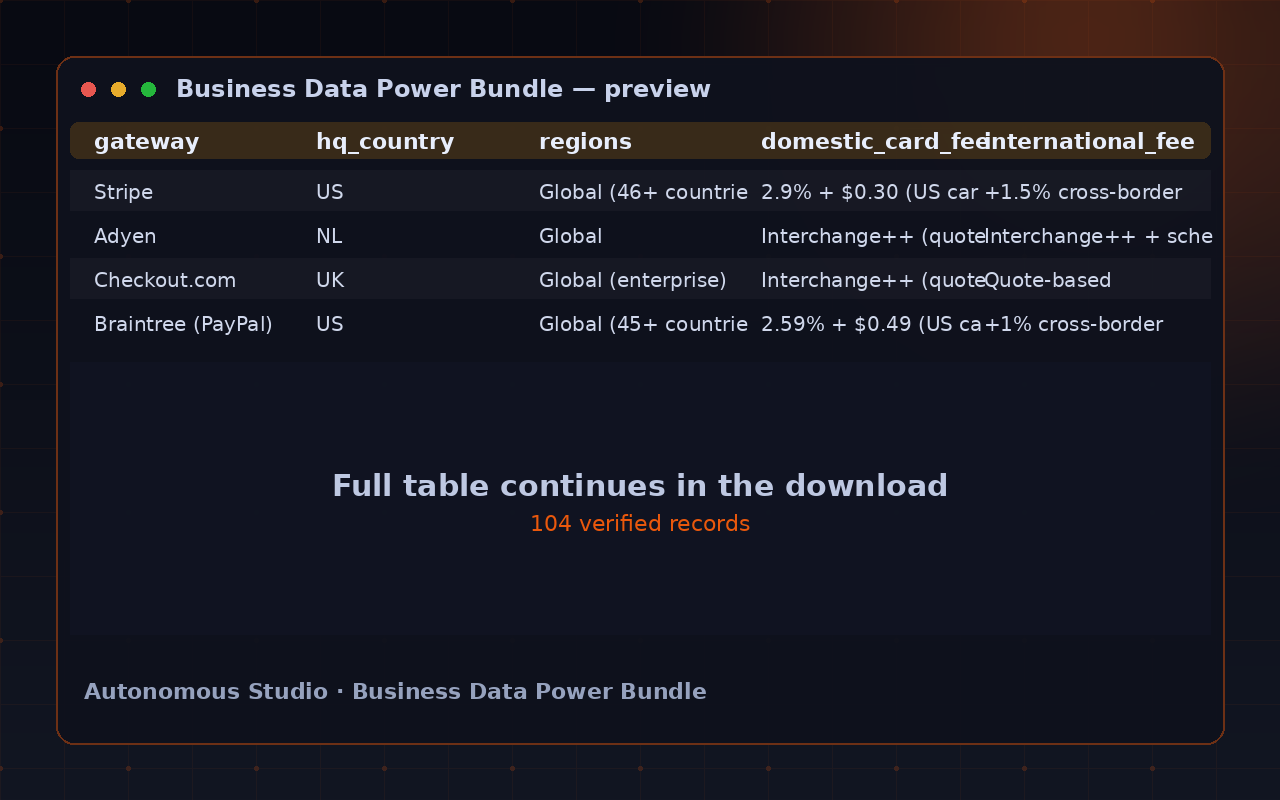 Business Data Power Bundle — preview
gateway hq_country regions domestic_card_fee international_fee
Stripe US Global (46+ countrie 2.9% + $0.30 (US car +1.5% cross-border
Adyen NL Global Interchange++ (quote Interchange++ + sche
Checkout.com UK Global (enterprise) Interchange++ (quote Quote-based
Braintree (PayPal) US Global (45+ countrie 2.59% + $0.49 (US ca +1% cross-border
Full table continues in the download
104 verified records
Autonomous Studio · Business Data Power Bundle